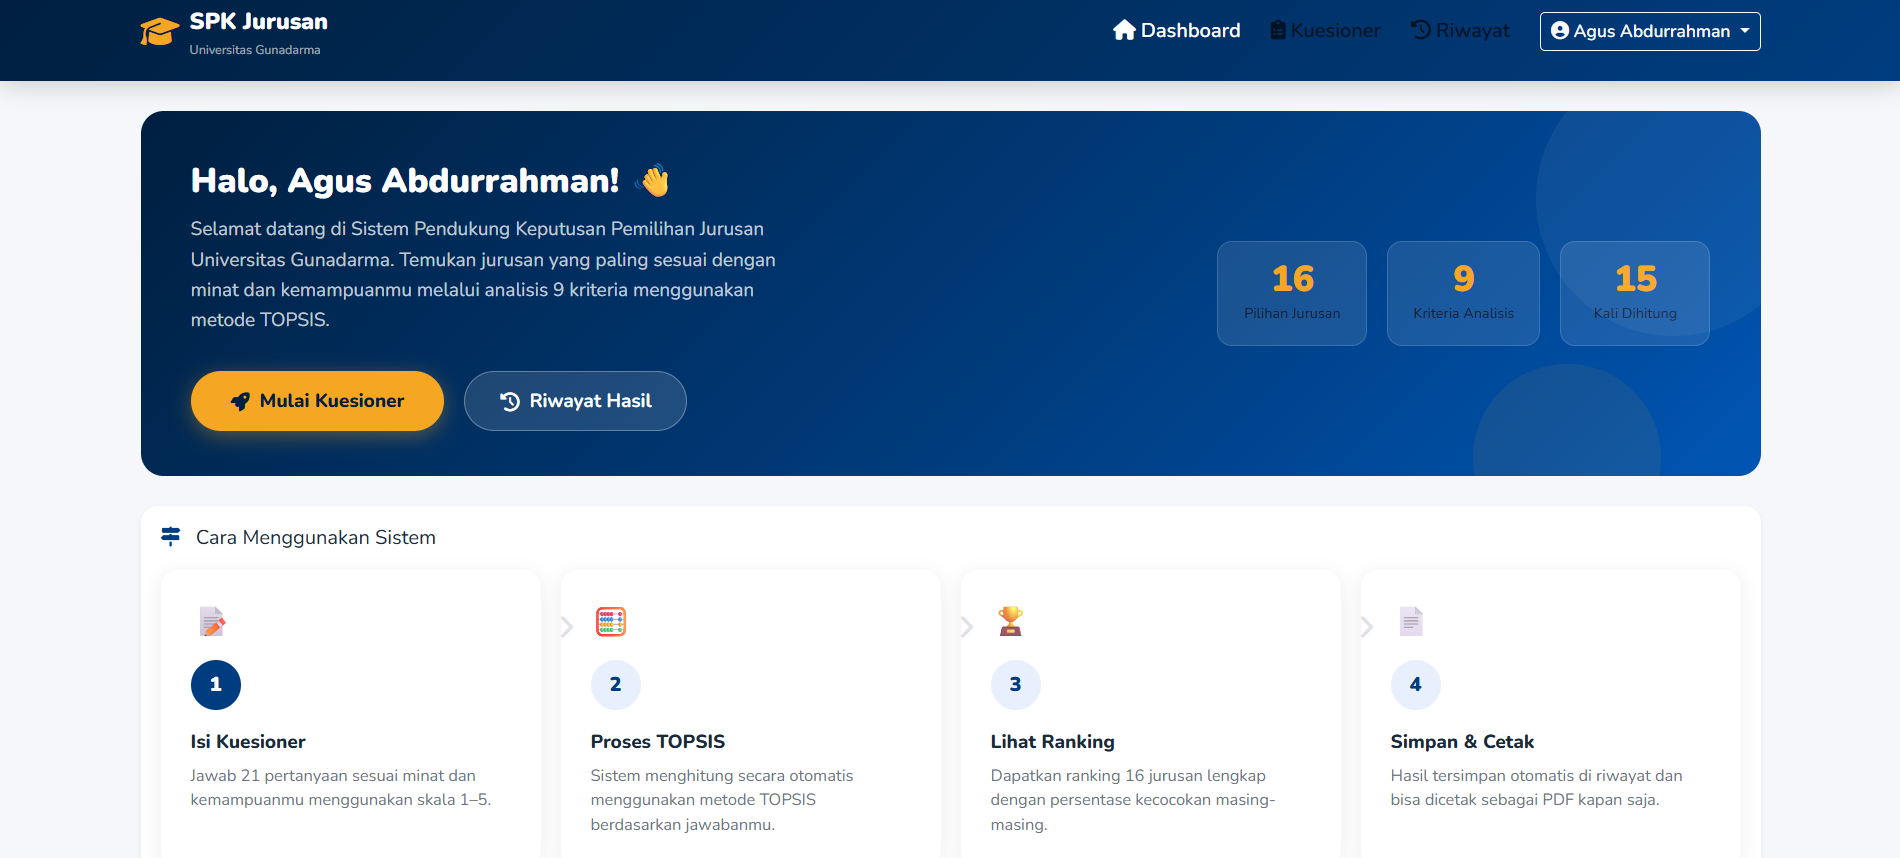 SPK Jurusan
Universitas Gunadarma
Dashboard
Kuesioner
Riwayat
Agus Abdurrahman
Halo, Agus Abdurrahman! 👋
Selamat datang di Sistem Pendukung Keputusan Pemilihan Jurusan
Universitas Gunadarma. Temukan jurusan yang paling sesuai dengan
minat dan kemampuanmu melalui analisis 9 kriteria menggunakan
metode TOPSIS.
Mulai Kuesioner
Riwayat Hasil
16
Pilihan Jurusan
9
Kriteria Analisis
15
Kali Dihitung
Cara Menggunakan Sistem
1
Isi Kuesioner
Jawab 21 pertanyaan sesuai minat dan
kemampuanmu menggunakan skala 1–5.
2
Proses TOPSIS
Sistem menghitung secara otomatis
menggunakan metode TOPSIS
berdasarkan jawabanmu.
3
Lihat Ranking
Dapatkan ranking 16 jurusan lengkap
dengan persentase kecocokan masing-
masing.
4
Simpan & Cetak
Hasil tersimpan otomatis di riwayat dan
bisa dicetak sebagai PDF kapan saja.